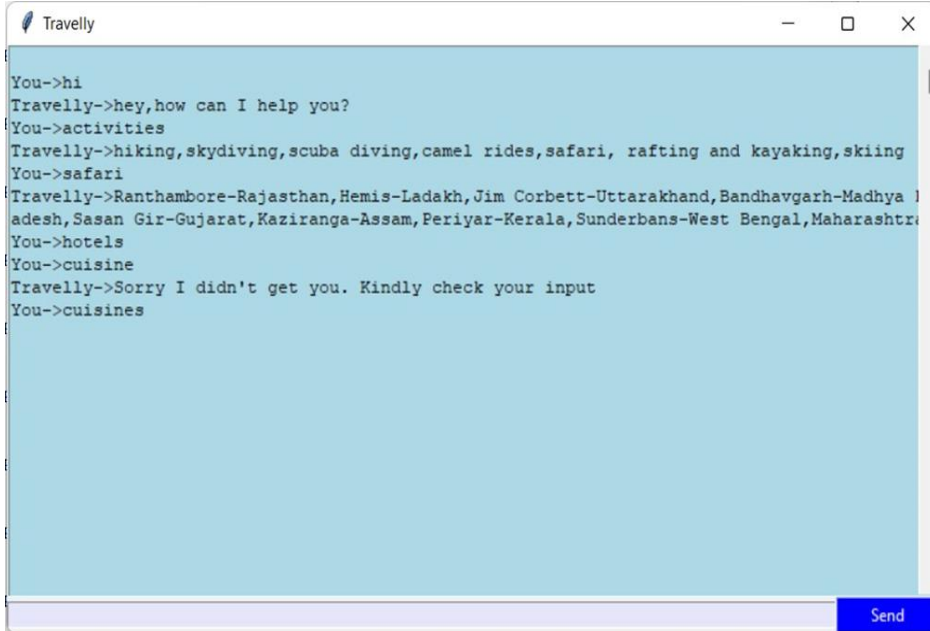 Travelly
You->hi
Travelly->hey,how can I help you?
You->activities
Travelly->hiking,skydiving,scuba diving,camel rides,safari, rafting and kayaking,skiing
You->safari
Travelly->Ranthambore-Rajasthan,Hemis-Ladakh,Jim Corbett-Uttarakhand,Bandhavgarh-Madhya
adesh,Sasan Gir-Gujarat,Kaziranga-Assam,Periyar-Kerala,Sunderbans-West Bengal,Maharashtra
You->hotels
You->cuisine
Travelly->Sorry I didn't get you. Kindly check your input
You->cuisines
Send